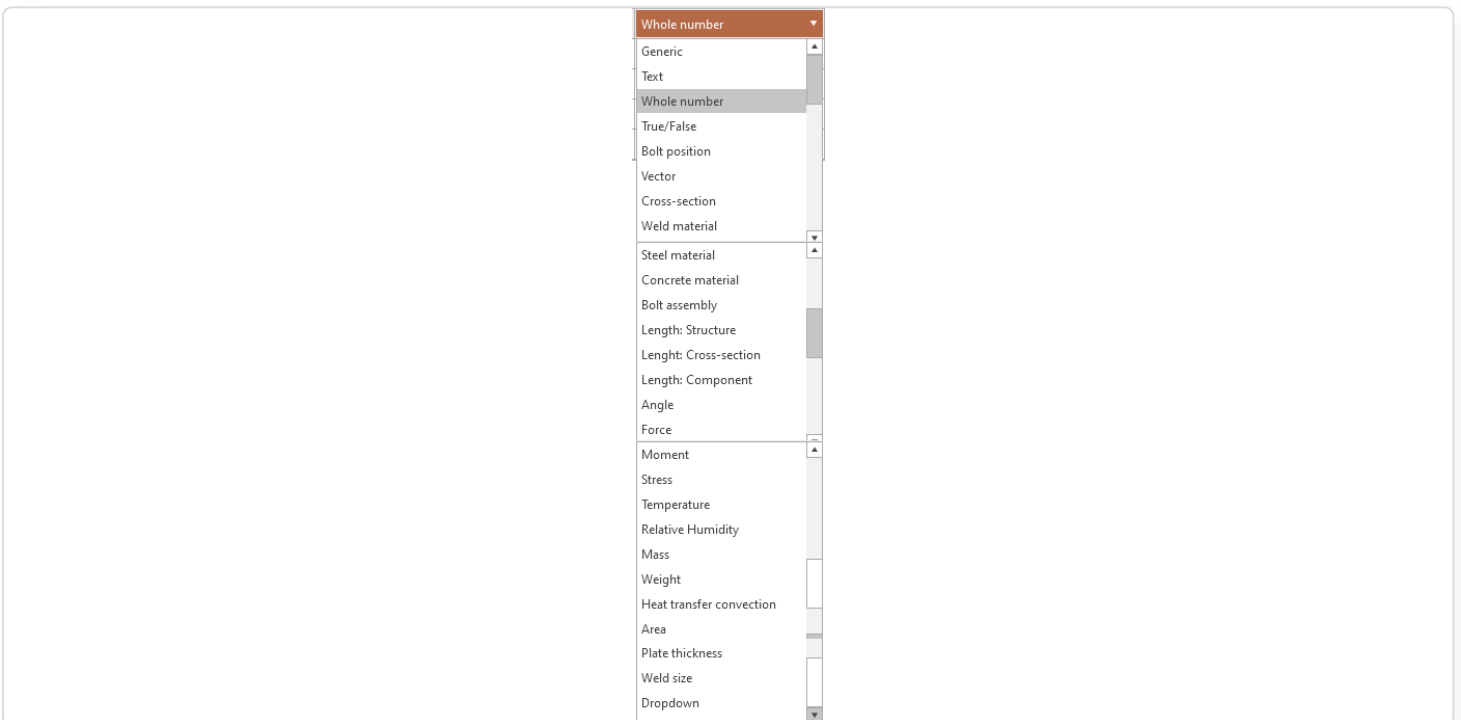 Whole number
Generic
Text
Whole number
True/False
Bolt position
Vector
Cross-section
Weld material
Steel material
Concrete material
Bolt assembly
Length: Structure
Lenght: Cross-section
Length: Component
Angle
Force
Moment
Stress
Temperature
Relative Humidity
Mass
Weight
Heat transfer convection
Area
Plate thickness
Weld size
Dropdown